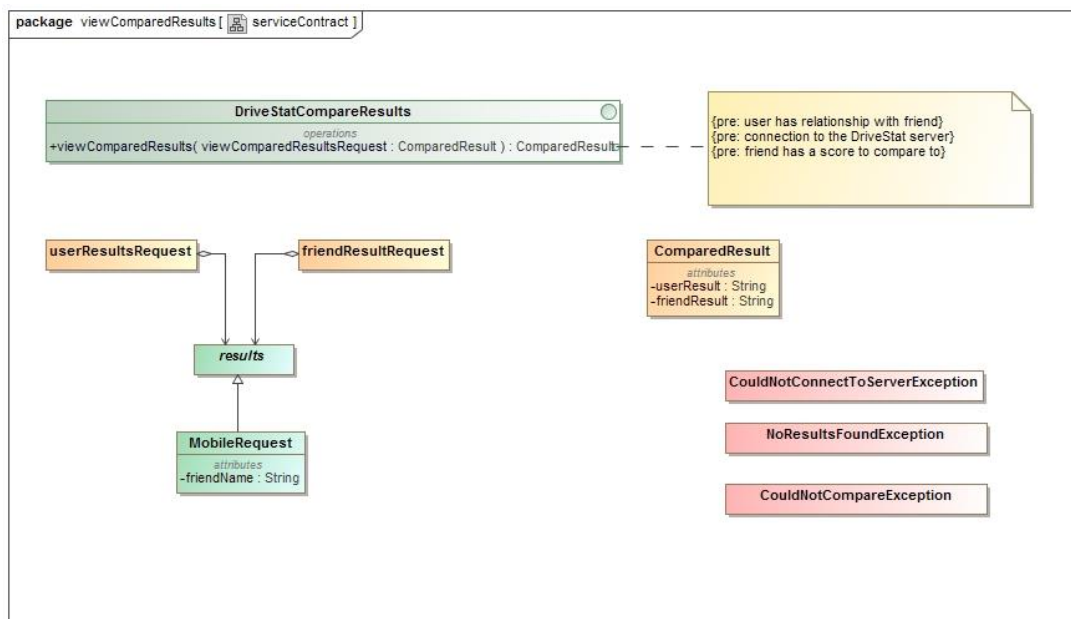 package viewComparedResults [ serviceContract ]
DriveStatCompareResults
operations
+viewComparedResults( viewComparedResultsRequest : ComparedResult ) : ComparedResult
{pre: user has relationship with friend}
{pre: connection to the DriveStat server}
{pre: friend has a score to compare to}
userResultsRequest
friendResultRequest
ComparedResult
attributes
-userResult : String
-friendResult : String
results
MobileRequest
attributes
-friendName : String
CouldNotConnectToServerException
NoResultsFoundException
CouldNotCompareException